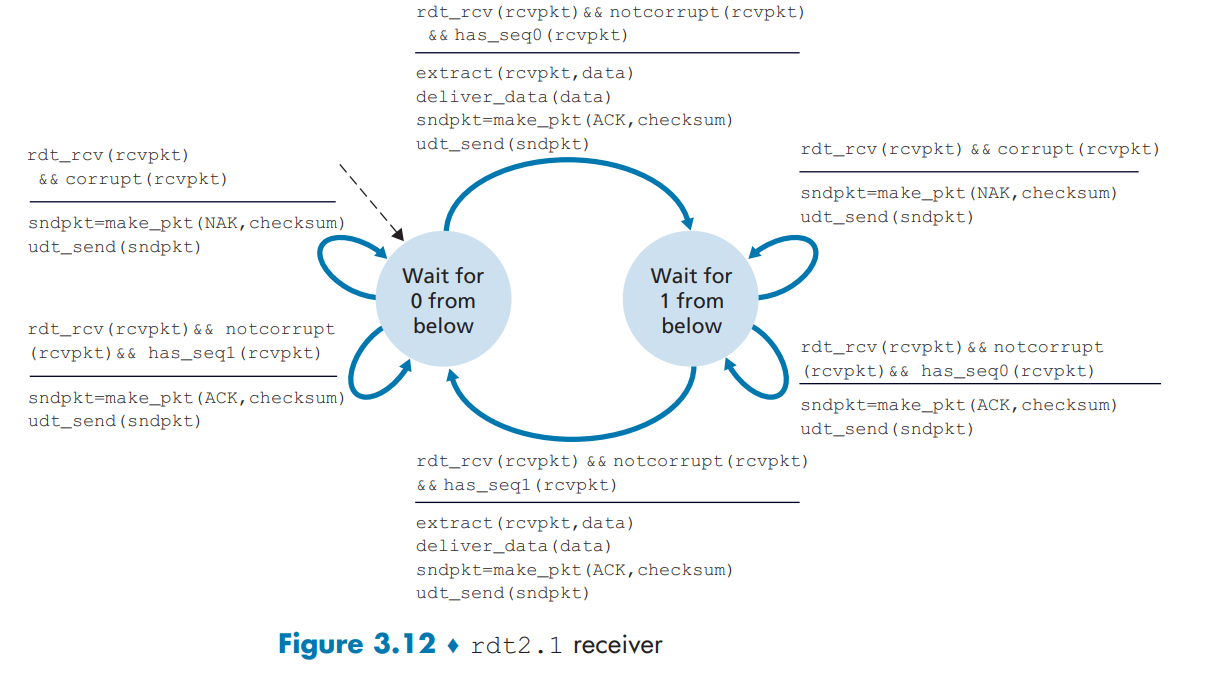 rdt_rcv(rcvpkt) && notcorrupt(rcvpkt)
&& has_seq0(rcvpkt)
extract(rcvpkt,data)
deliver_data(data)
sndpkt=make_pkt(ACK,checksum)
udt_send(sndpkt)
rdt_rcv(rcvpkt)
&& corrupt(rcvpkt)
sndpkt=make_pkt(NAK,checksum)
udt_send(sndpkt)
rdt_rcv(rcvpkt) && corrupt(rcvpkt)
sndpkt=make_pkt(NAK,checksum)
udt_send(sndpkt)
Wait for
0 from
below
Wait for
1 from
below
rdt_rcv(rcvpkt)&& notcorrupt
(rcvpkt)&& has_seq1(rcvpkt)
sndpkt=make_pkt(ACK,checksum)
udt_send(sndpkt)
rdt_rcv(rcvpkt)&& notcorrupt
(rcvpkt)&& has_seq0(rcvpkt)
sndpkt=make_pkt(ACK,checksum)
udt_send(sndpkt)
rdt_rcv(rcvpkt) && notcorrupt(rcvpkt)
&& has_seq1(rcvpkt)
extract(rcvpkt,data)
deliver_data(data)
sndpkt=make_pkt(ACK,checksum)
udt_send(sndpkt)
Figure 3.12 ♦ rdt2.1 receiver